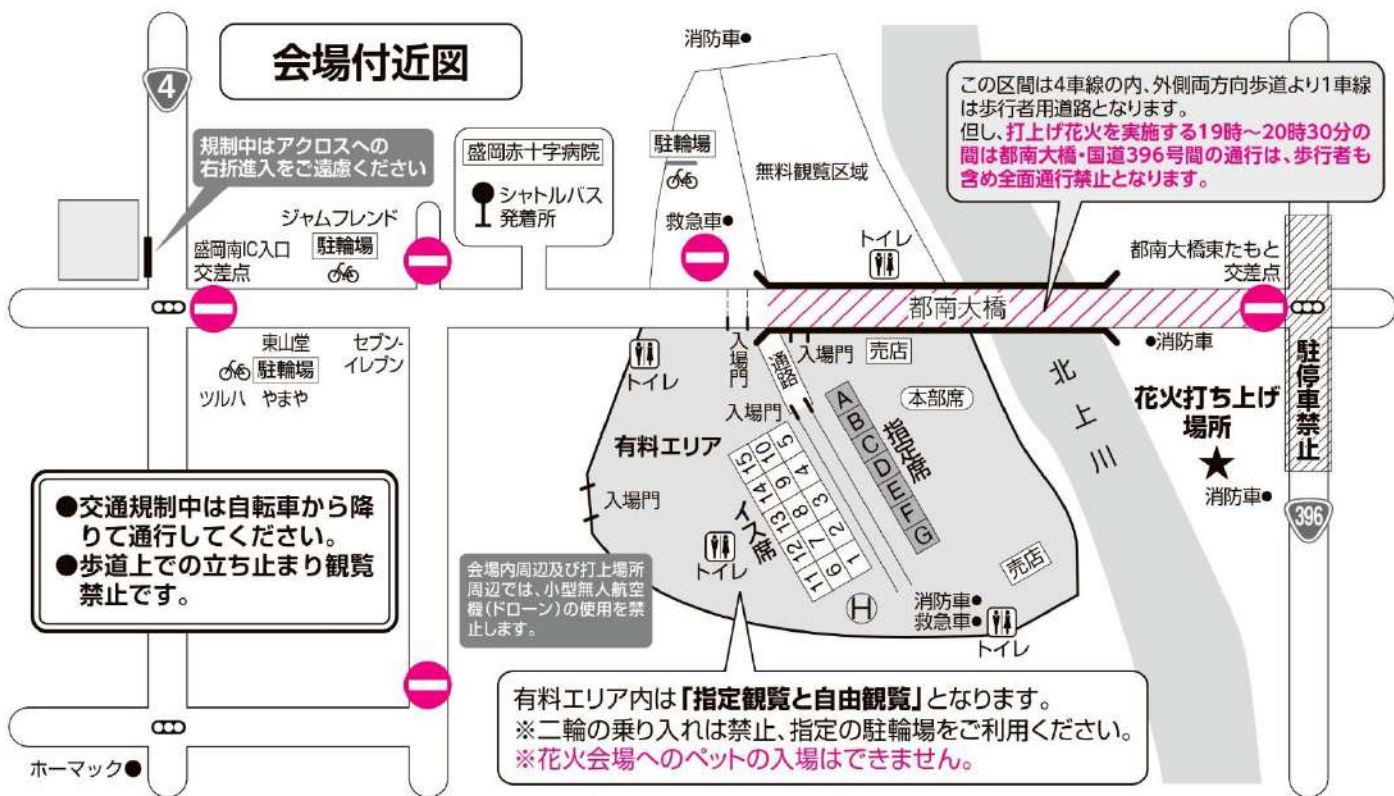 会場付近図
4
規制中はアクロスへの
右折進入をご遠慮ください
盛岡南IC入口
交差点
ジャムフレンド
駐輪場
盛岡赤十字病院
シャトルバス
発着所
消防車●
駐輪場
救急車●
無料観覧区域
トイレ
この区間は4車線の内、外側両方向歩道より1車線
は歩行者用道路となります。
但し、打上げ花火を実施する19時〜20時30分の
間は都南大橋・国道396号間の通行は、歩行者も
含め全面通行禁止となります。
都南大橋東たもと
交差点
都南大橋
東山堂
駐輪場
ツルハ やまや
セブン-
イレブン
トイレ
入場門
通路
入場門
売店
本部席
入場門
有料エリア
入場門
指定席
A
B
C
D
E
F
G
イス席
15 10 5
14 9 4
13 8 3
12 7 2
11 6 1
トイレ
H
消防車●
救急車●
トイレ
売店
北上川
●消防車
花火打ち上げ
場所
★
消防車●
駐停車禁止
396
●交通規制中は自転車から降
りて通行してください。
●歩道上での立ち止まり観覧
禁止です。
会場内周辺及び打上場所
周辺では、小型無人航空
機(ドローン)の使用を禁
止します。
有料エリア内は「指定観覧と自由観覧」となります。
※二輪の乗り入れは禁止、指定の駐輪場をご利用ください。
※花火会場へのペットの入場はできません。
ホーマック●